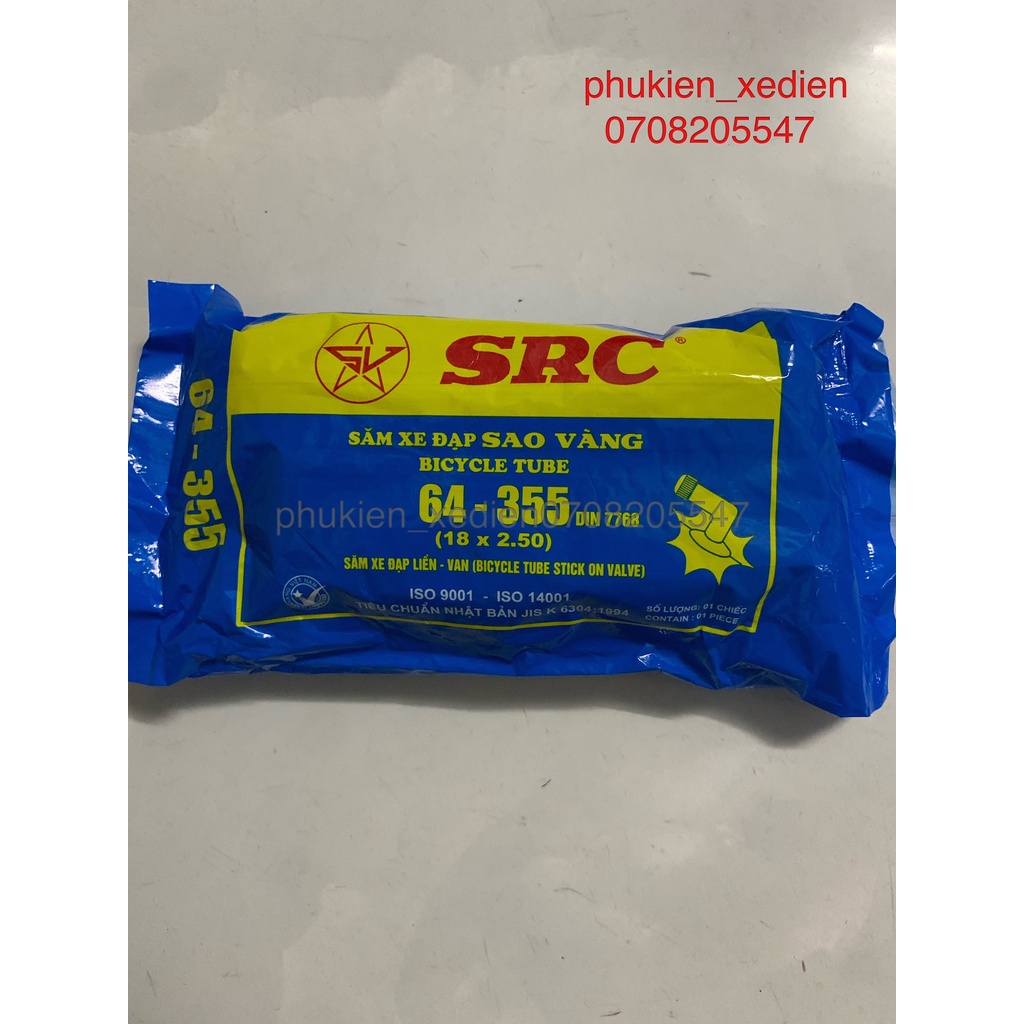 phukien_xedien
0708205547
SV
SRC®
64 - 355
SĂM XE ĐẠP SAO VÀNG
BICYCLE TUBE
64 - 355 DIN 7768
phukien_xedien0708205547
(18 x 2.50)
SĂM XE ĐẠP LIỀN - VAN (BICYCLE TUBE STICK ON VALVE)
ISO 9001 - ISO 14001
TIÊU CHUẨN NHẬT BẢN JIS K 6304:1994
SỐ LƯỢNG: 01 CHIẾC
CONTAIN : 01 PIECE